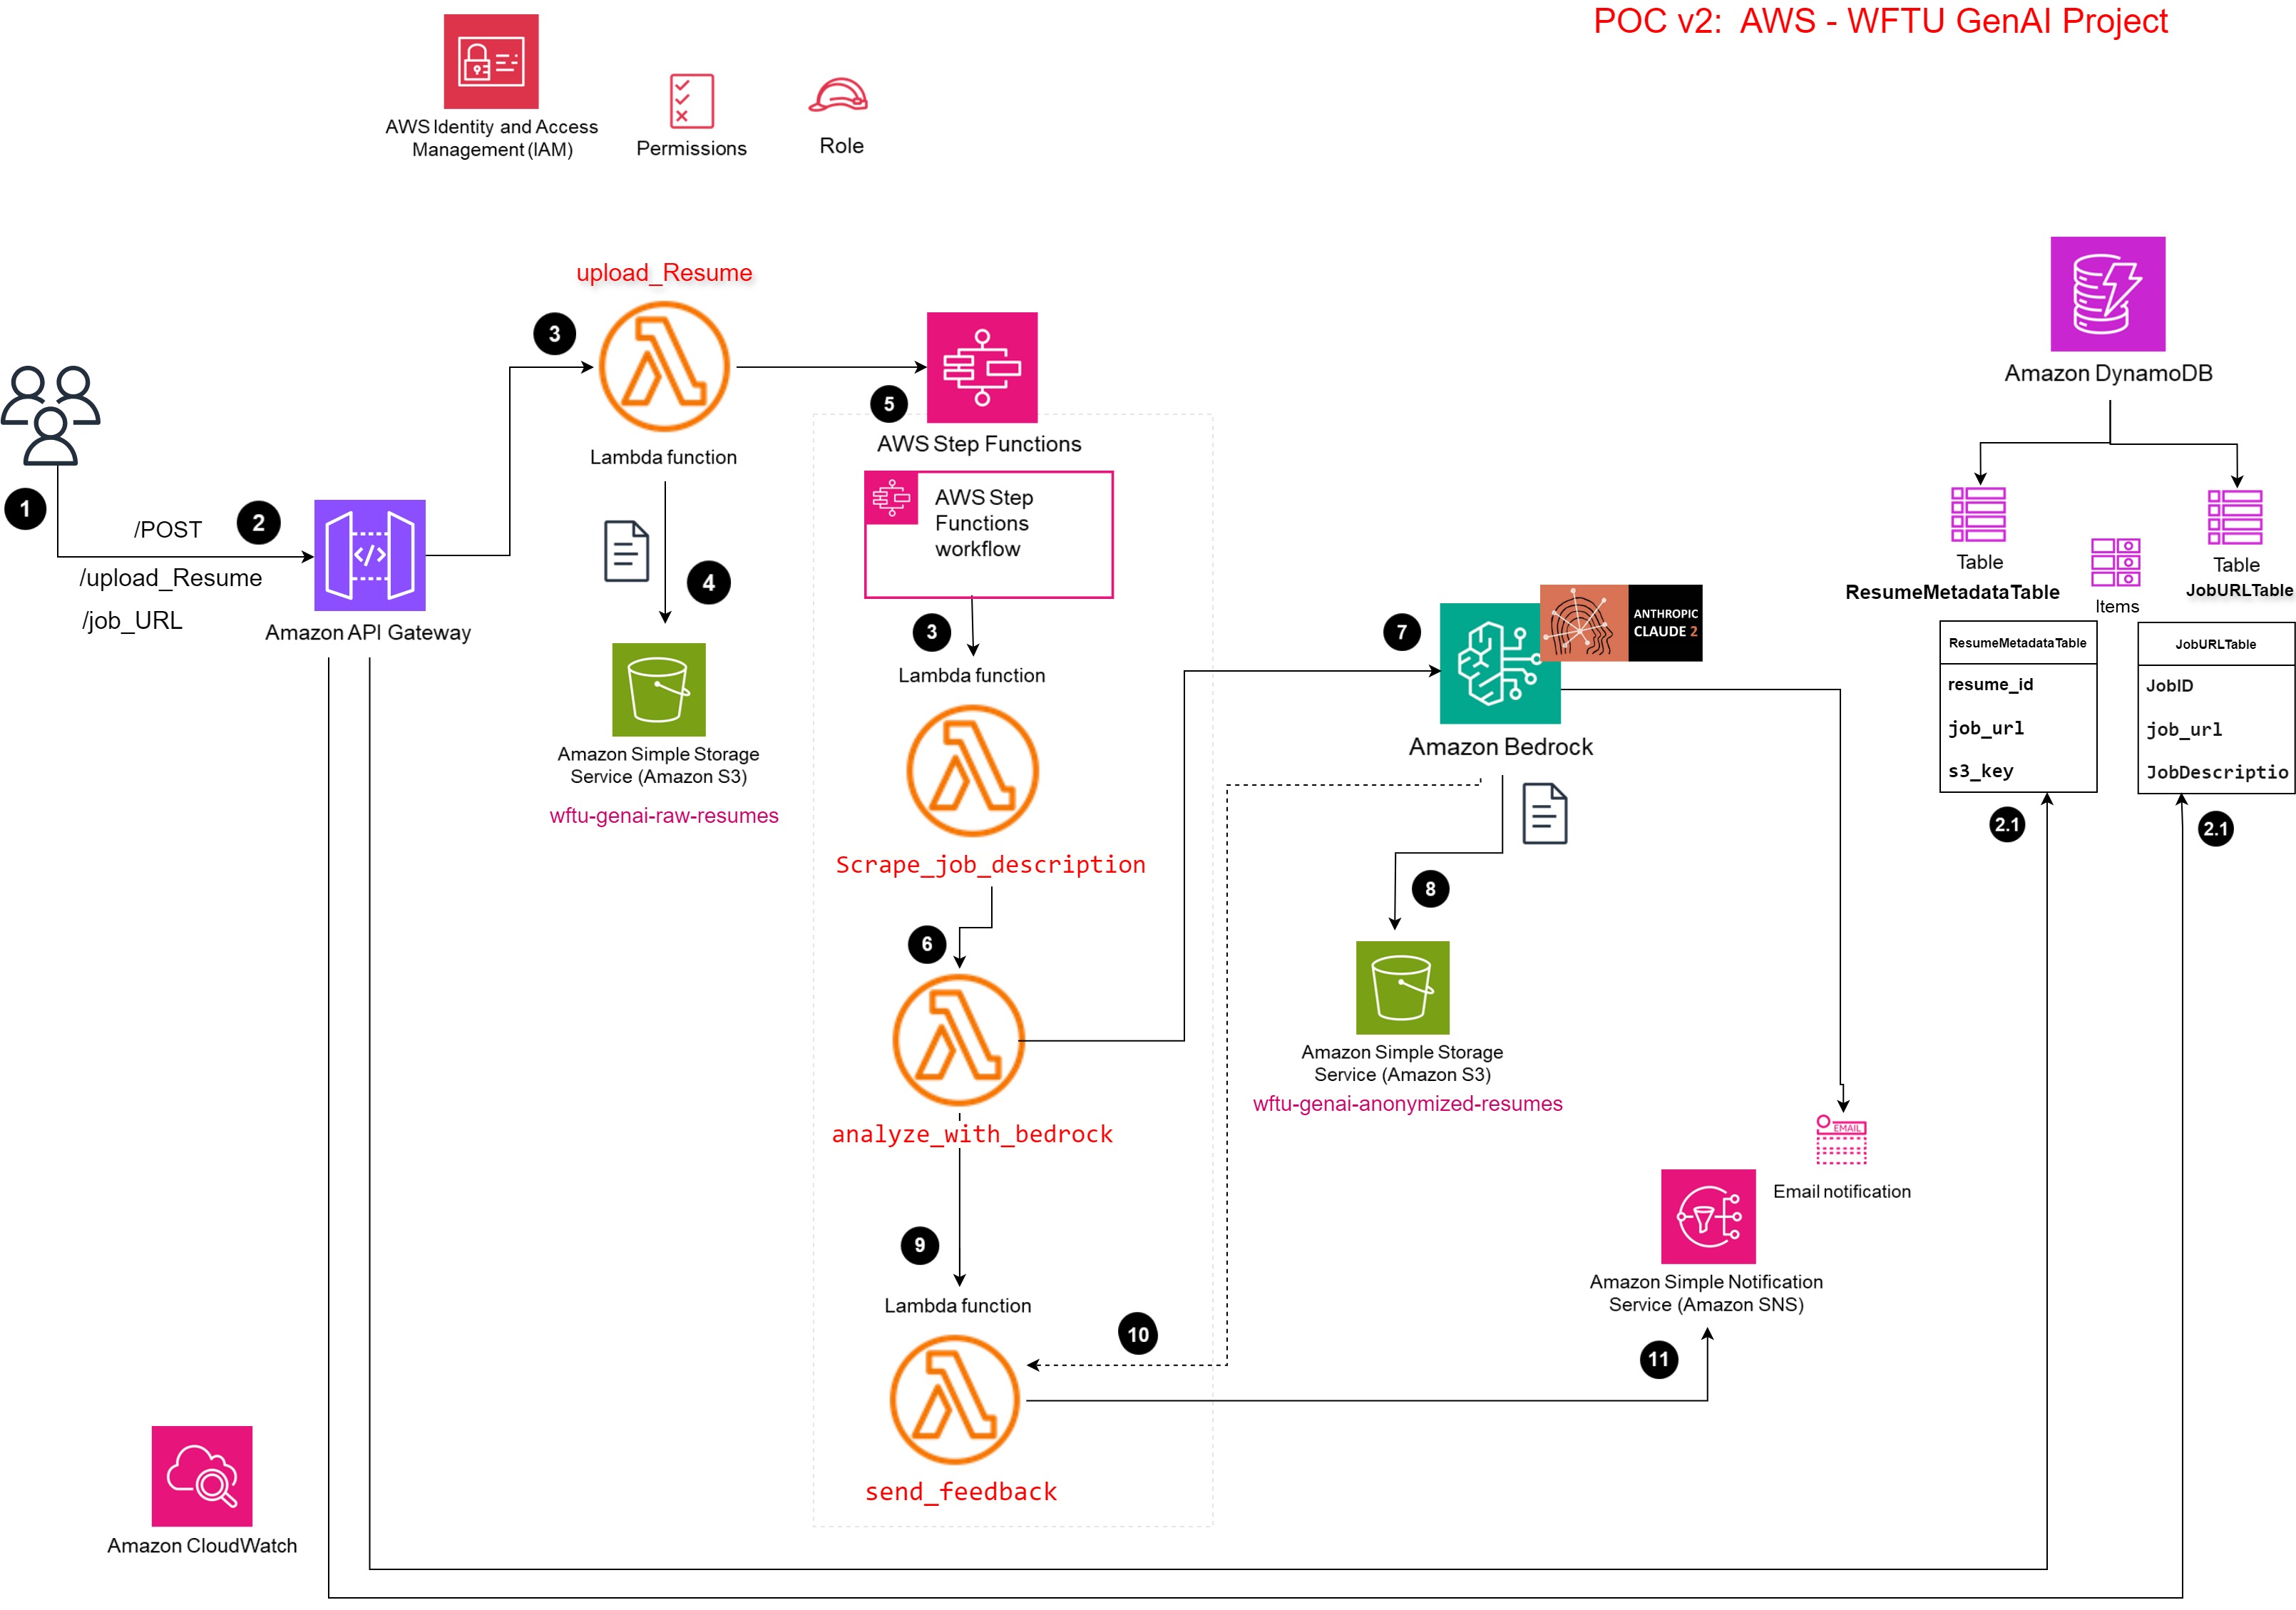 POC v2:  AWS - WFTU GenAI Project
AWS Identity and Access
Management (IAM)
Permissions
Role
upload_Resume
3
5
AWS Step Functions
Lambda function
Amazon DynamoDB
1
/POST
2
/upload_Resume
/job_URL
Amazon API Gateway
4
AWS Step
Functions
workflow
Table
ResumeMetadataTable
Items
Table
JobURLTable
Amazon Simple Storage
Service (Amazon S3)
wftu-genai-raw-resumes
3
Lambda function
Scrape_job_description
7
ANTHROPIC
CLAUDE 2
Amazon Bedrock
ResumeMetadataTable
resume_id
job_url
s3_key
JobURLTable
JobID
job_url
JobDescriptio
2.1
2.1
6
analyze_with_bedrock
8
Amazon Simple Storage
Service (Amazon S3)
wftu-genai-anonymized-resumes
EMAIL
Email notification
9
Lambda function
10
send_feedback
Amazon Simple Notification
Service (Amazon SNS)
11
Amazon CloudWatch